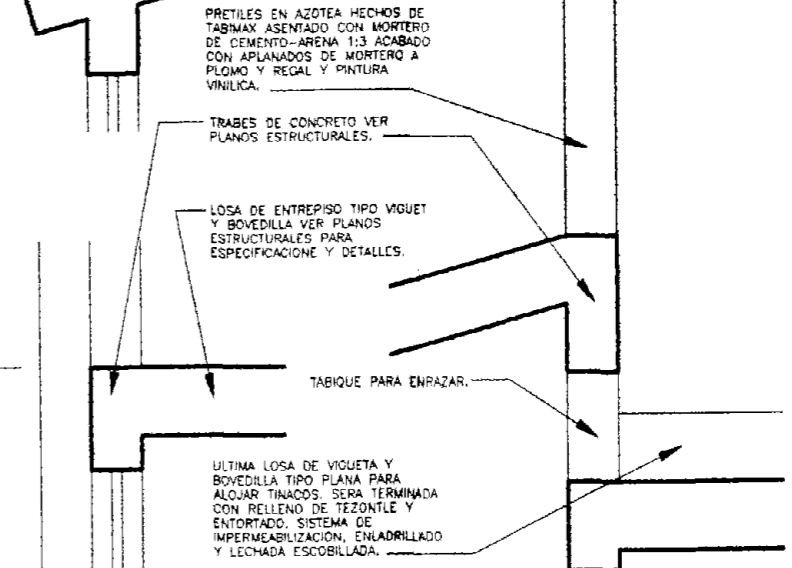 PRETILES EN AZOTEA HECHOS DE
TABIMAX ASENTADO CON MORTERO
DE CEMENTO-ARENA 1:3 ACABADO
CON APLANADOS DE MORTERO A
PLOMO Y REGAL Y PINTURA
VINILICA.
TRABES DE CONCRETO VER
PLANOS ESTRUCTURALES.
LOSA DE ENTREPISO TIPO VIGUET
Y BOVEDILLA VER PLANOS
ESTRUCTURALES PARA
ESPECIFICACIONE Y DETALLES.
TABIQUE PARA ENRAZAR.
ULTIMA LOSA DE VIGUETA Y
BOVEDILLA TIPO PLANA PARA
ALOJAR TINACOS. SERA TERMINADA
CON RELLENO DE TEZONTLE Y
ENTORTADO. SISTEMA DE
IMPERMEABILIZACIÓN, ENLADRILLADO
Y LECHADA ESCOBILLADA.